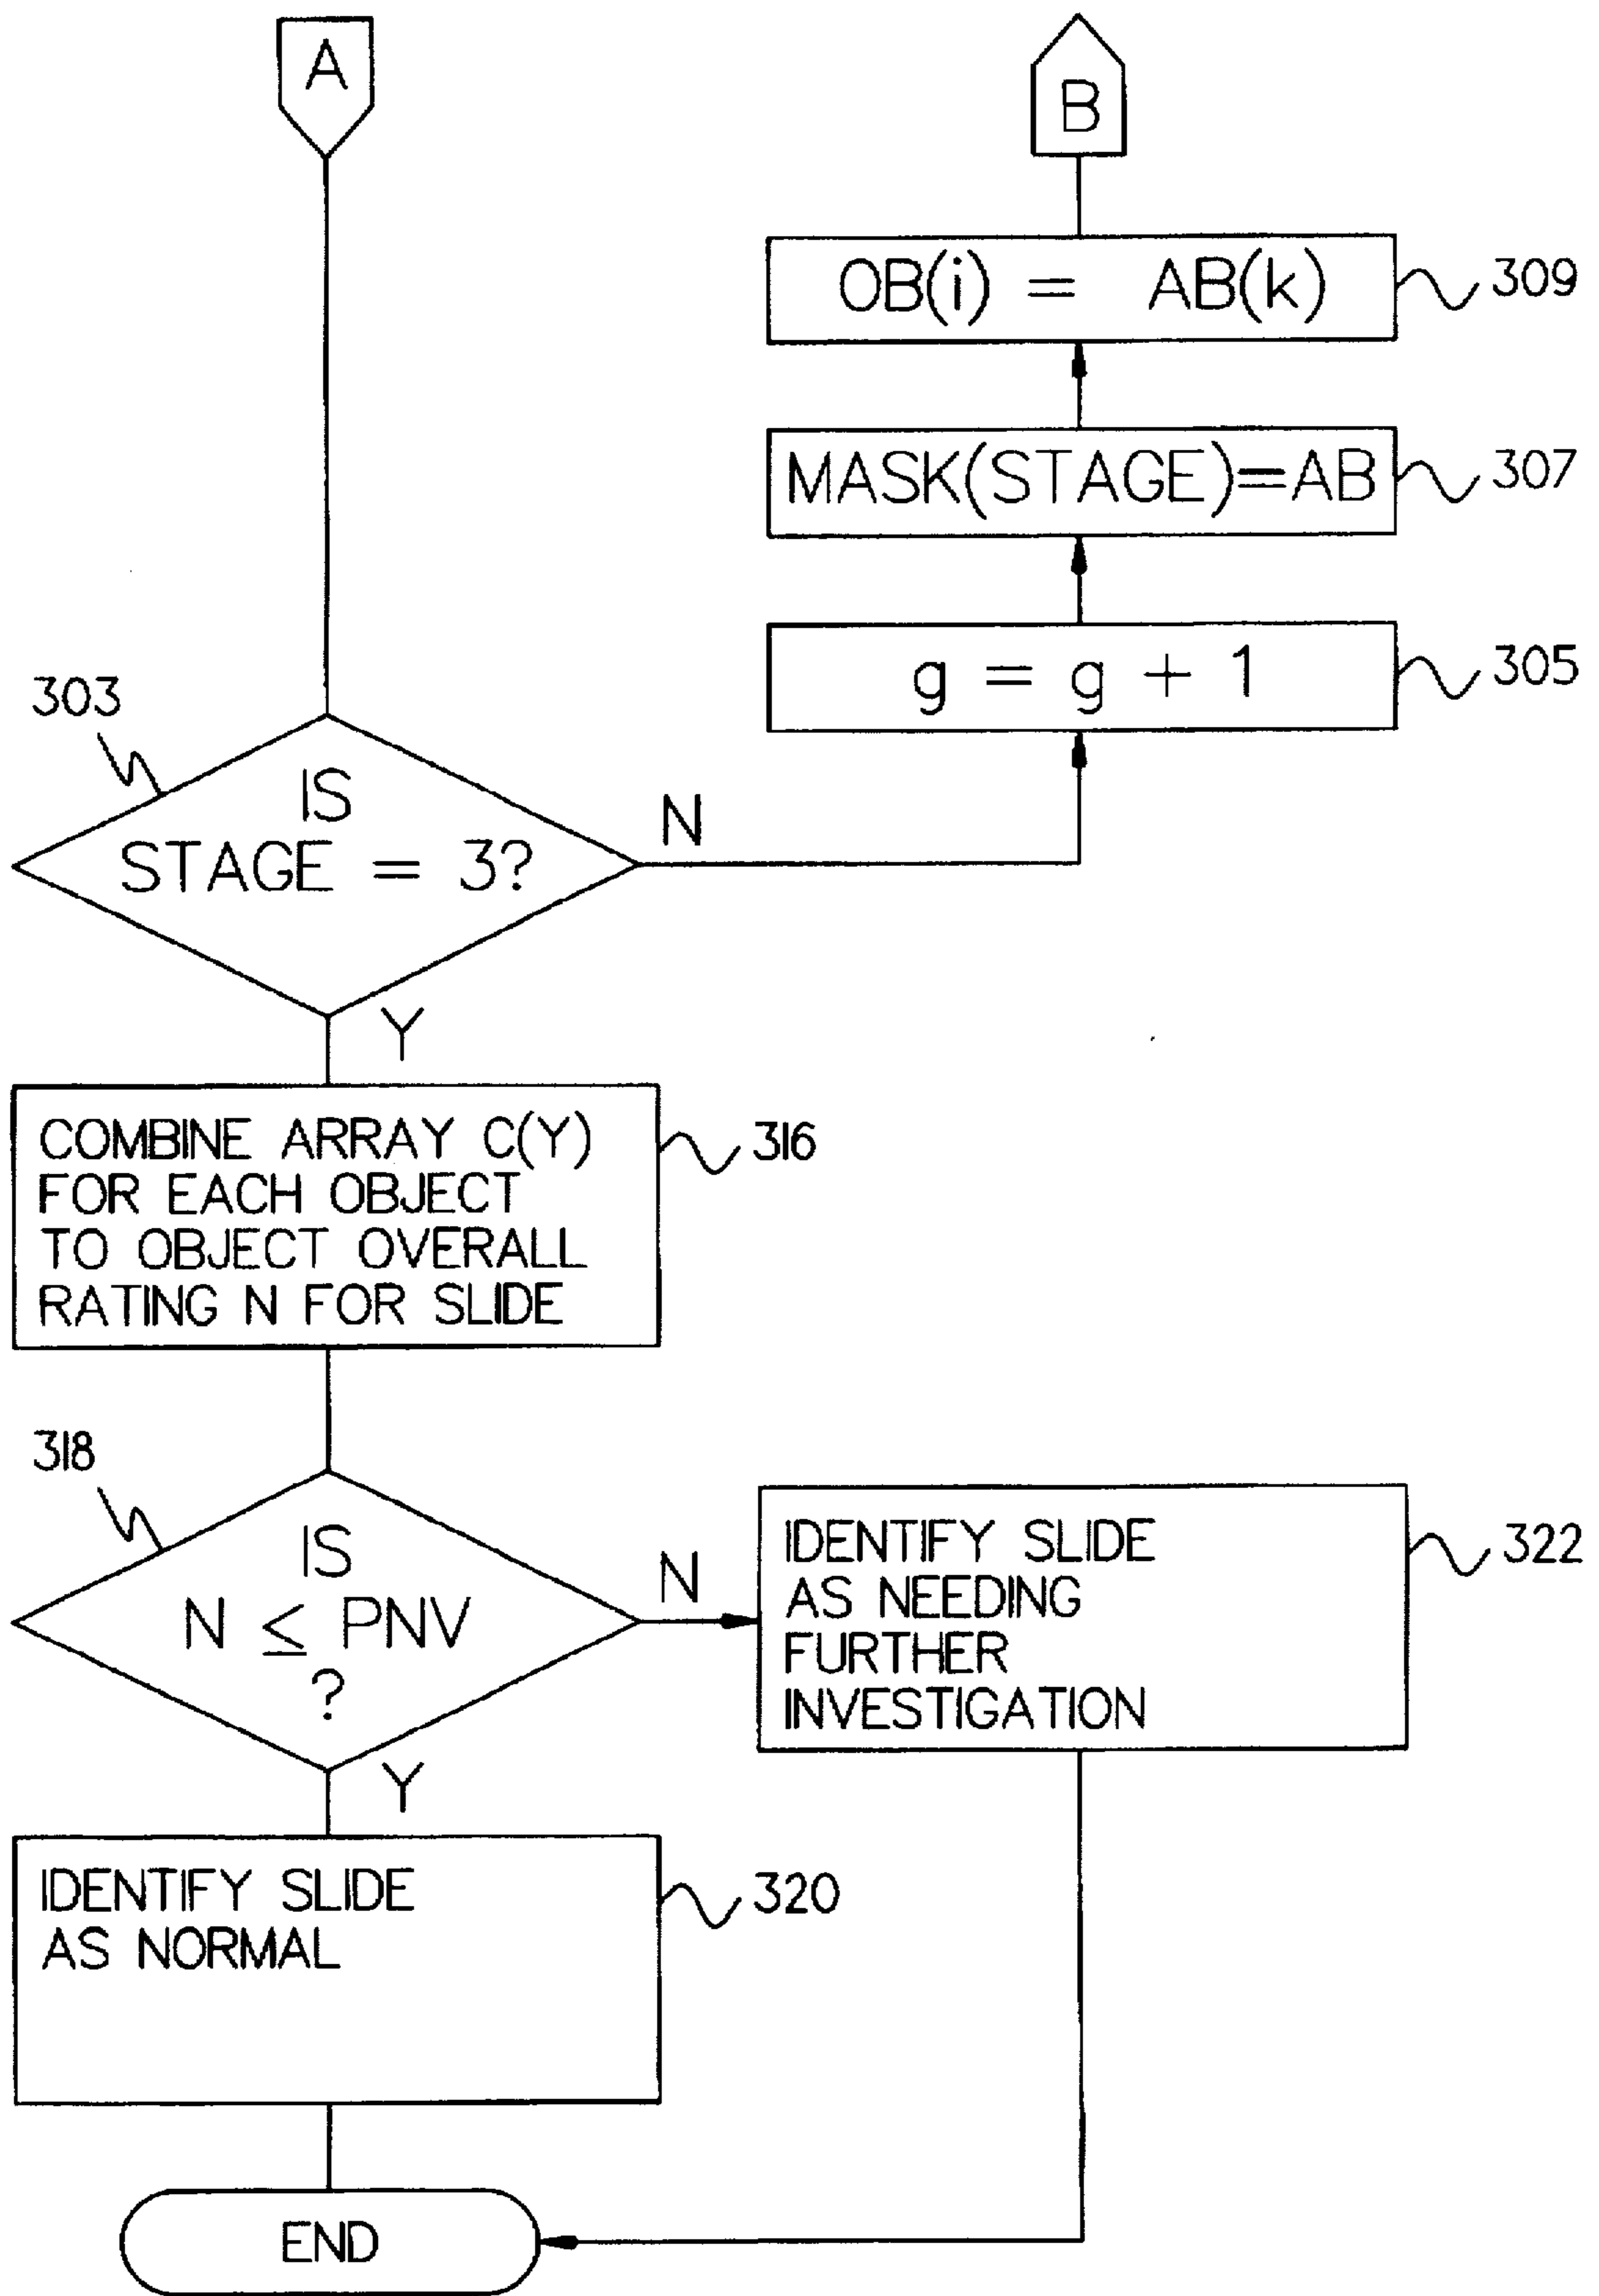 A
B
OB(i) = AB(k)
309
MASK(STAGE)=AB
307
g = g + 1
305
303
IS
STAGE = 3?
N
Y
COMBINE ARRAY C(Y)
FOR EACH OBJECT
TO OBJECT OVERALL
RATING N FOR SLIDE
316
318
IS
N ≤ PNV
?
N
IDENTIFY SLIDE
AS NEEDING
FURTHER
INVESTIGATION
322
Y
IDENTIFY SLIDE
AS NORMAL
320
END